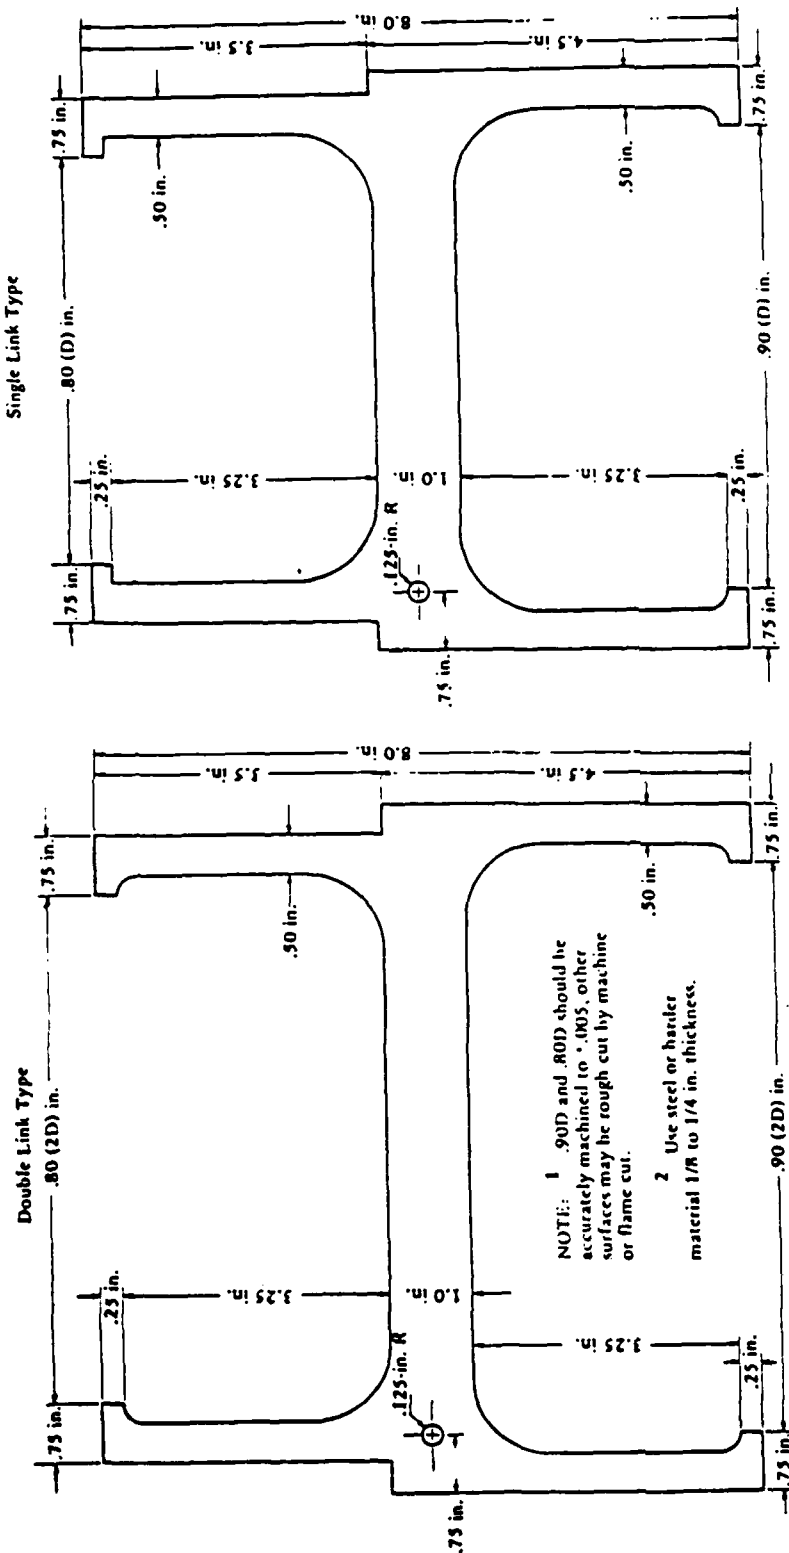 Single Link Type
8.0 in.
3.5 in.
4.5 in.
.75 in.
.80 (D) in.
.75 in.
.50 in.
.50 in.
.25 in.
3.25 in.
1.0 in.
3.25 in.
.25 in.
.125-in. R
.75 in.
.75 in.
.90 (D) in.
.75 in.
Double Link Type
8.0 in.
3.5 in.
4.5 in.
.75 in.
.80 (2D) in.
.75 in.
.50 in.
.50 in.
.25 in.
3.25 in.
1.0 in.
3.25 in.
.25 in.
.125-in. R
.75 in.
.75 in.
.90 (2D) in.
.75 in.
NOTE: 1 .90D and .80D should be
accurately machined to .005, other
surfaces may be rough cut by machine
or flame cut.
2 Use steel or harder
material 1/8 to 1/4 in. thickness.